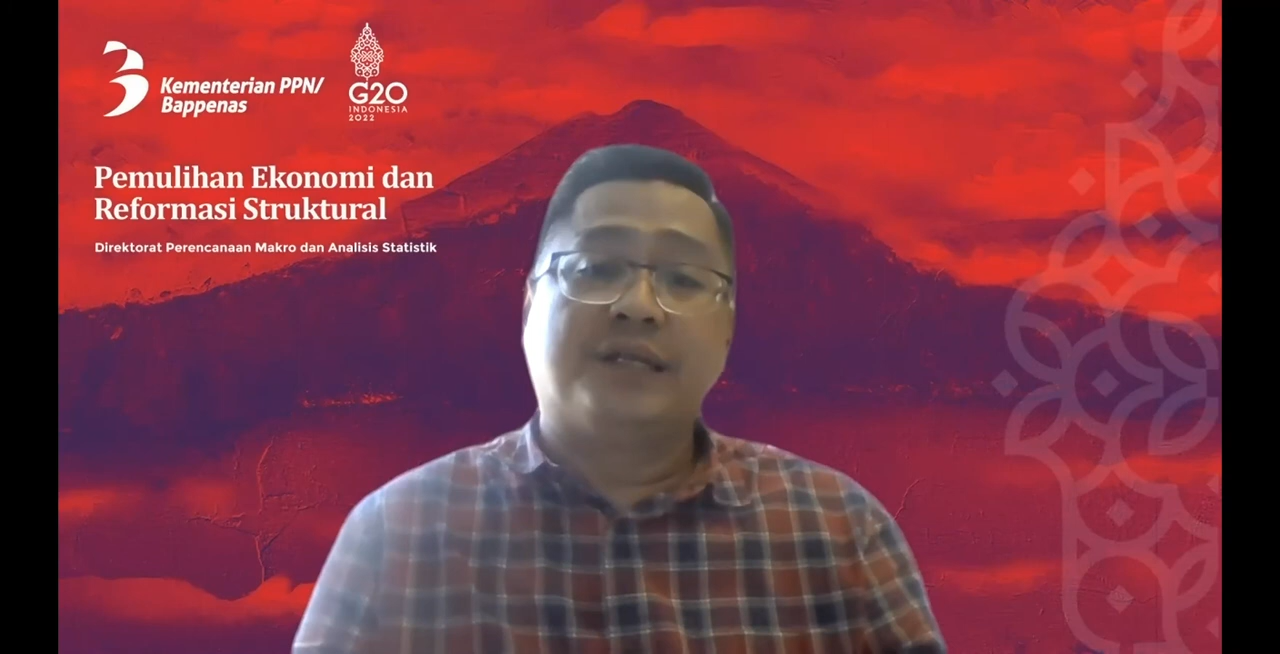 Kementerian PPN/
Bappenas
G20
INDONESIA
2022
Pemulihan Ekonomi dan
Reformasi Struktural
Direktorat Perencanaan Makro dan Analisis Statistik